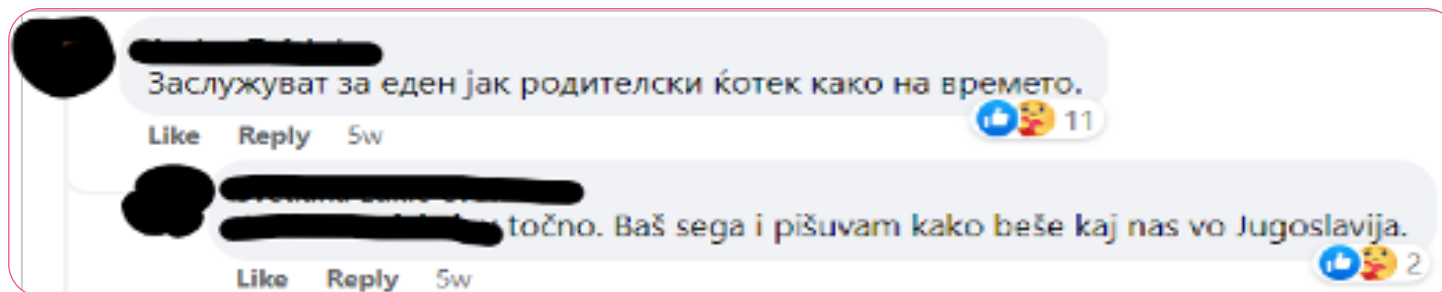 Заслужуват за еден јак родителски ќотек како на времето.
11
Like Reply 5w
točno. Baš sega i pišuvam kako beše kaj nas vo Jugoslavija.
2
Like Reply 5w